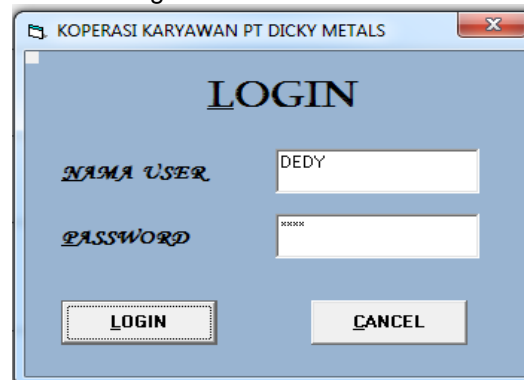 KOPERASI KARYAWAN PT DICKY METALS
LOGIN
NAMA USER
DEDY
PASSWORD
××××
LOGIN
CANCEL